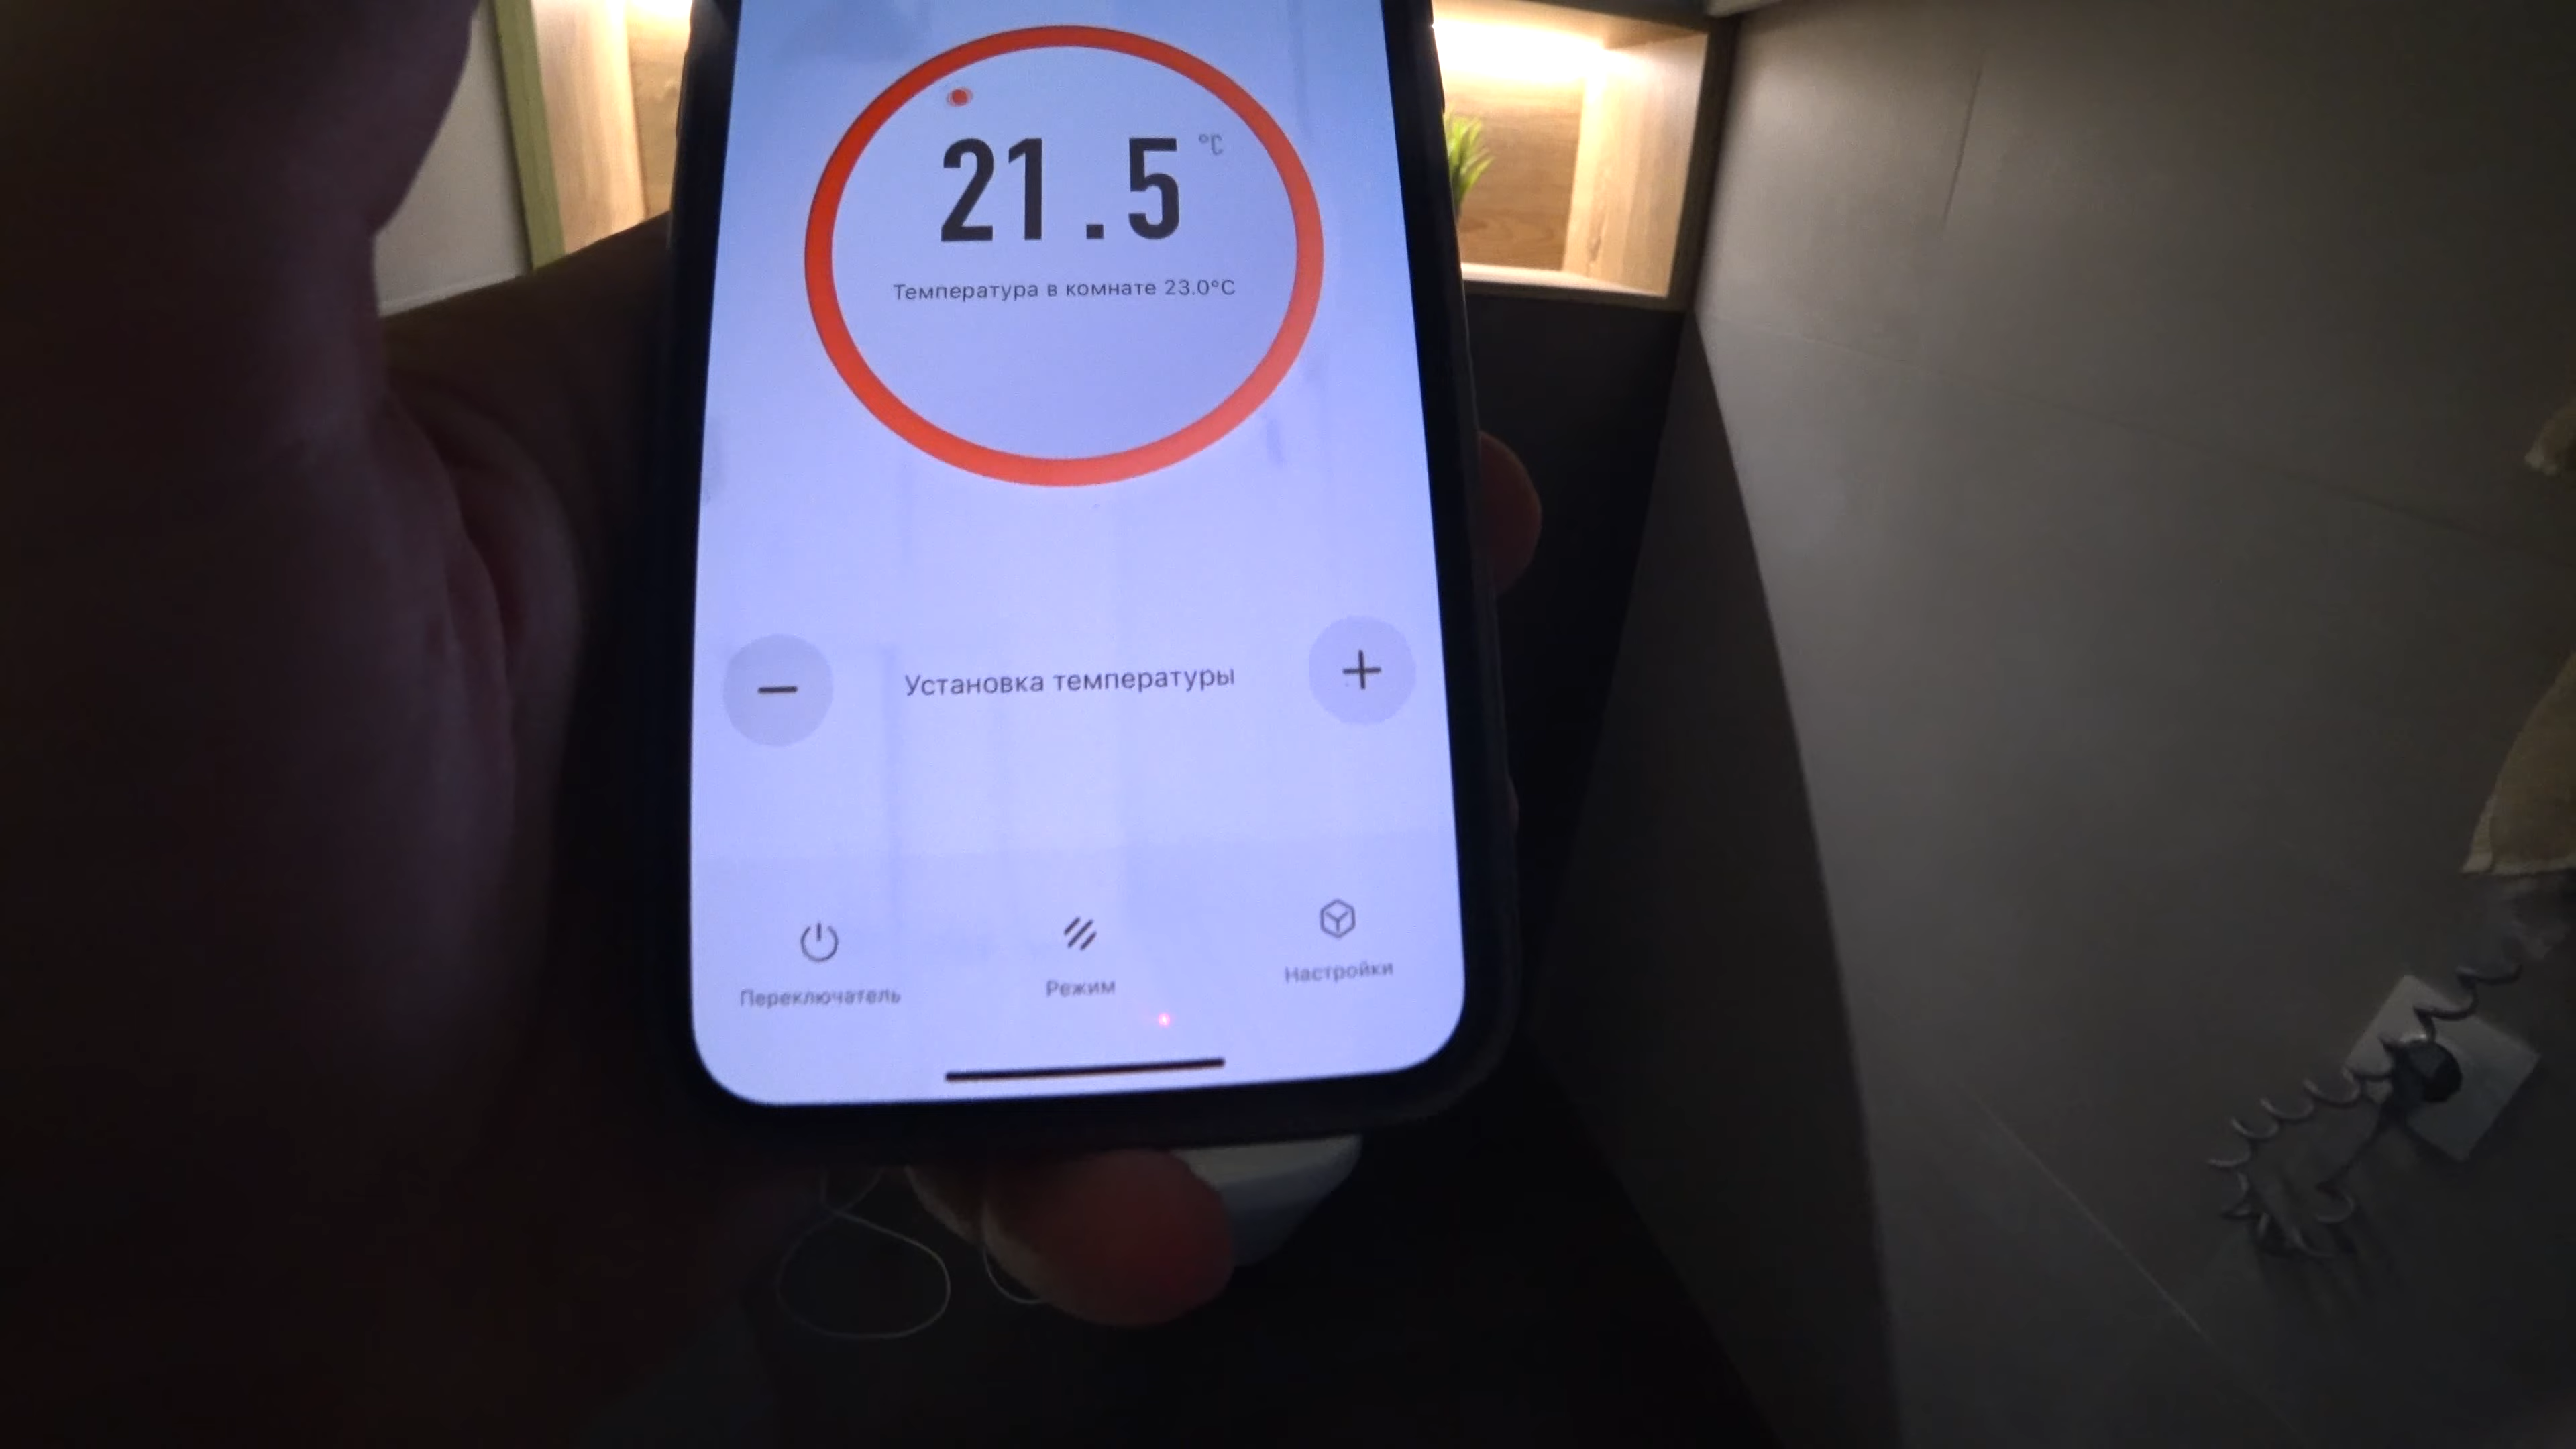 21.5 °C
Температура в комнате 23.0°C
Установка температуры
Переключатель
Режим
Настройки